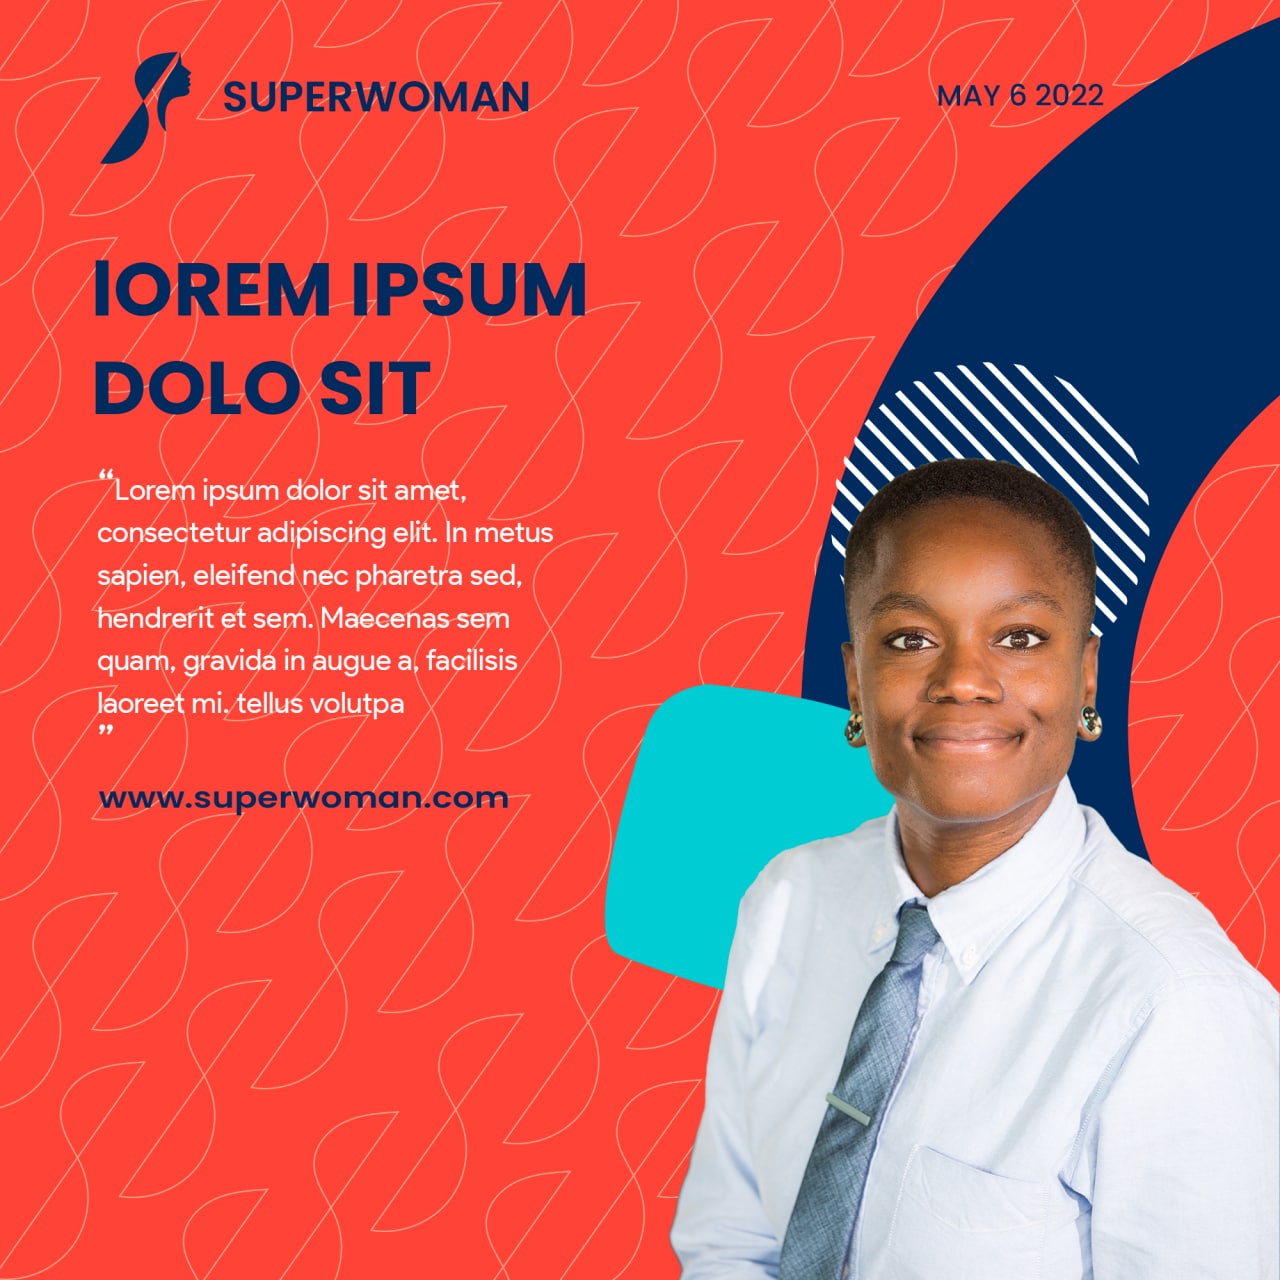 SUPERWOMAN
MAY 6 2022
lOREM IPSUM
DOLO SIT
“Lorem ipsum dolor sit amet,
consectetur adipiscing elit. In metus
sapien, eleifend nec pharetra sed,
hendrerit et sem. Maecenas sem
quam, gravida in augue a, facilisis
laoreet mi. tellus volutpa
”
www.superwoman.com